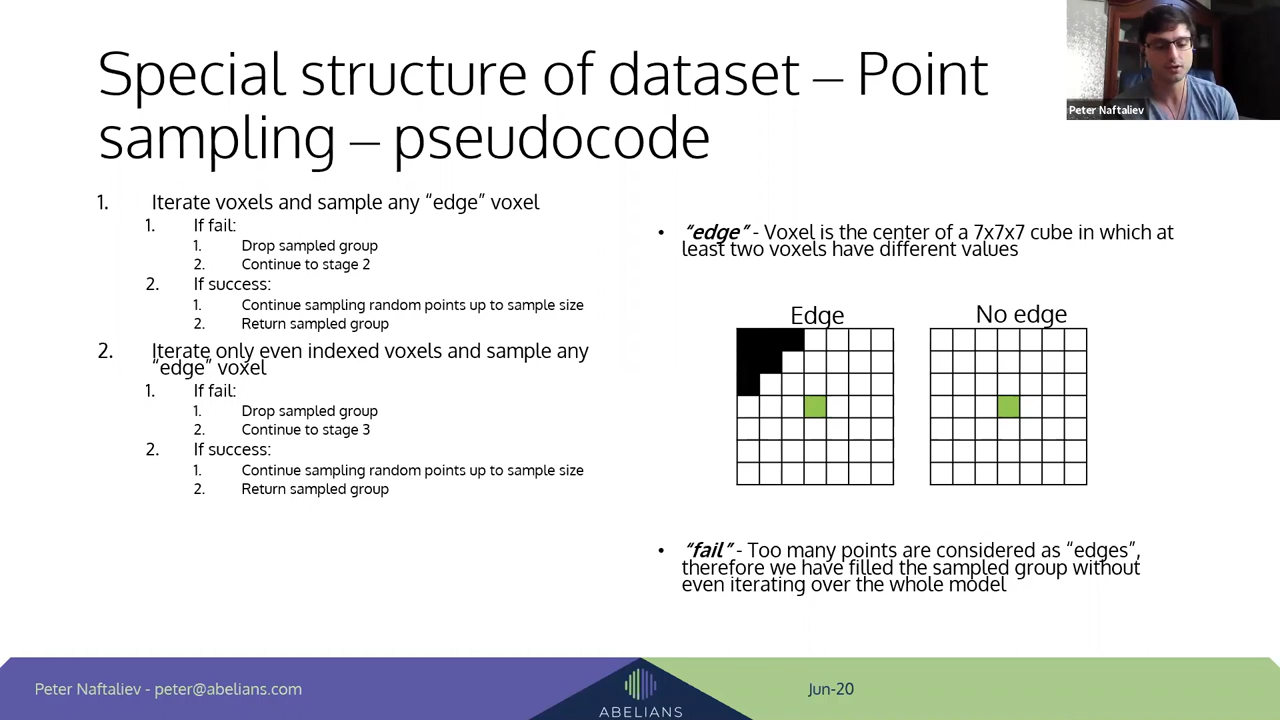 Special structure of dataset – Point
sampling – pseudocode
Peter Naftaliev
1. Iterate voxels and sample any “edge” voxel
1. If fail:
1. Drop sampled group
2. Continue to stage 2
2. If success:
1. Continue sampling random points up to sample size
2. Return sampled group
2. Iterate only even indexed voxels and sample any
“edge” voxel
1. If fail:
1. Drop sampled group
2. Continue to stage 3
2. If success:
1. Continue sampling random points up to sample size
2. Return sampled group
• “edge” - Voxel is the center of a 7x7x7 cube in which at
least two voxels have different values
Edge
No edge
• “fail” - Too many points are considered as “edges”,
therefore we have filled the sampled group without
even iterating over the whole model
Peter Naftaliev - peter@abelians.com
ABELIANS
Jun-20